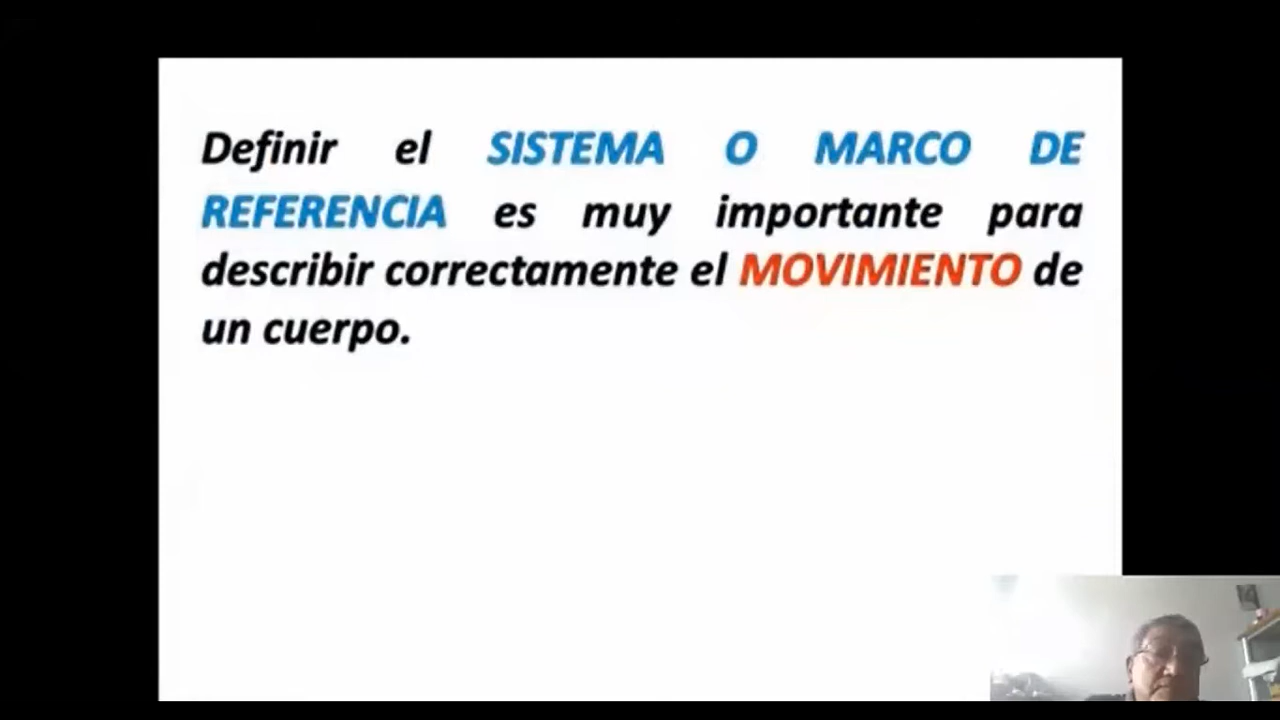 Definir el SISTEMA O MARCO DE
REFERENCIA es muy importante para
describir correctamente el MOVIMIENTO de
un cuerpo.